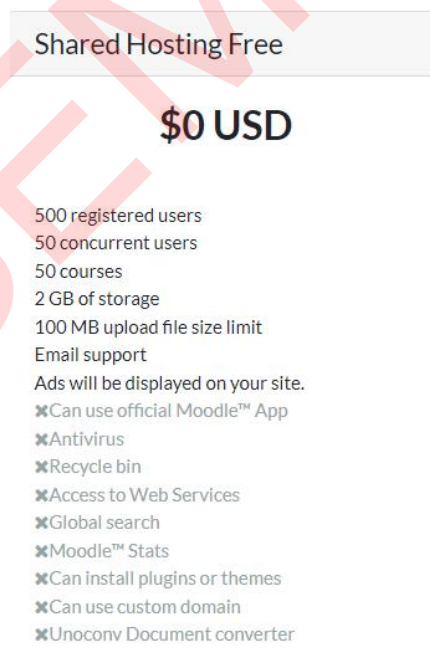 Shared Hosting Free
$0 USD
500 registered users
50 concurrent users
50 courses
2 GB of storage
100 MB upload file size limit
Email support
Ads will be displayed on your site.
✖Can use official Moodle™ App
✖Antivirus
✖Recycle bin
✖Access to Web Services
✖Global search
✖Moodle™ Stats
✖Can install plugins or themes
✖Can use custom domain
✖Unoconv Document converter